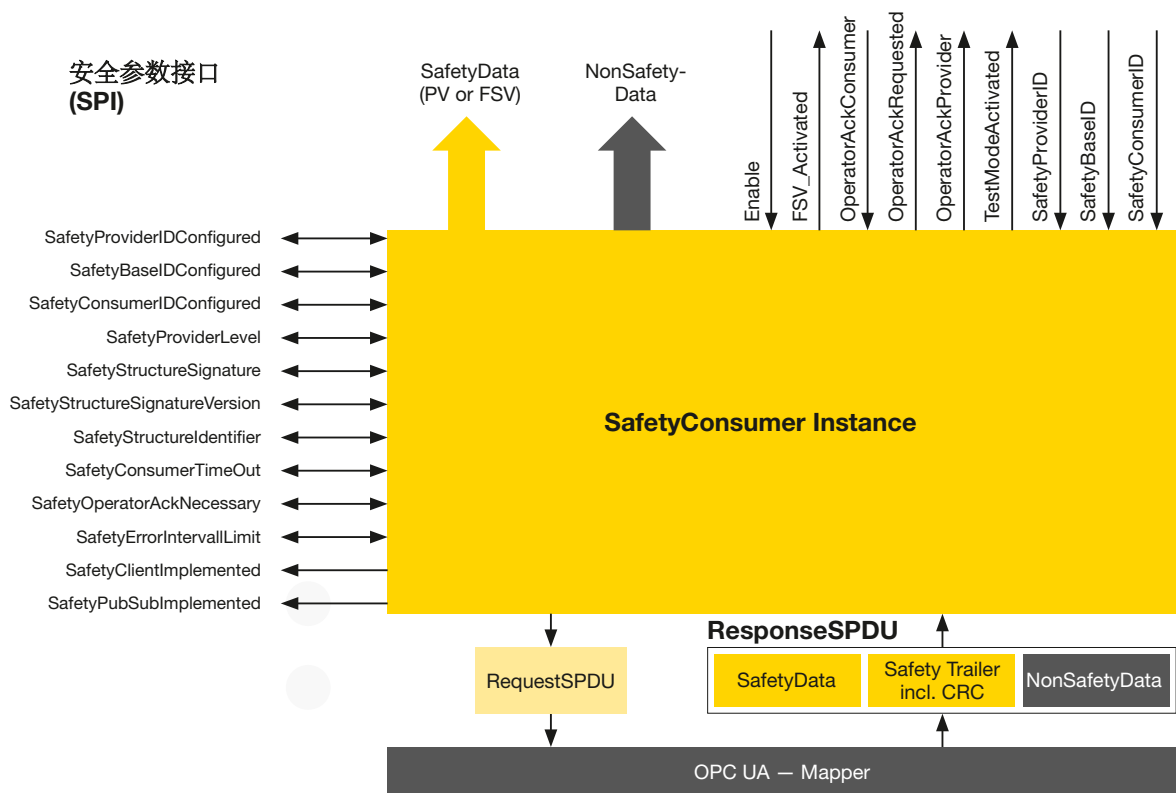 安全参数接口
(SPI)
SafetyData
(PV or FSV)
NonSafety-
Data
Enable
FSV_Activated
OperatorAckConsumer
OperatorAckRequested
OperatorAckProvider
TestModeActivated
SafetyProviderID
SafetyBaseID
SafetyConsumerID
SafetyProviderIDConfigured
SafetyBaseIDConfigured
SafetyConsumerIDConfigured
SafetyProviderLevel
SafetyStructureSignature
SafetyStructureSignatureVersion
SafetyStructureIdentifier
SafetyConsumerTimeOut
SafetyOperatorAckNecessary
SafetyErrorIntervallLimit
SafetyClientImplemented
SafetyPubSubImplemented
SafetyConsumer Instance
RequestSPDU
ResponseSPDU
SafetyData
Safety Trailer
incl. CRC
NonSafetyData
OPC UA — Mapper